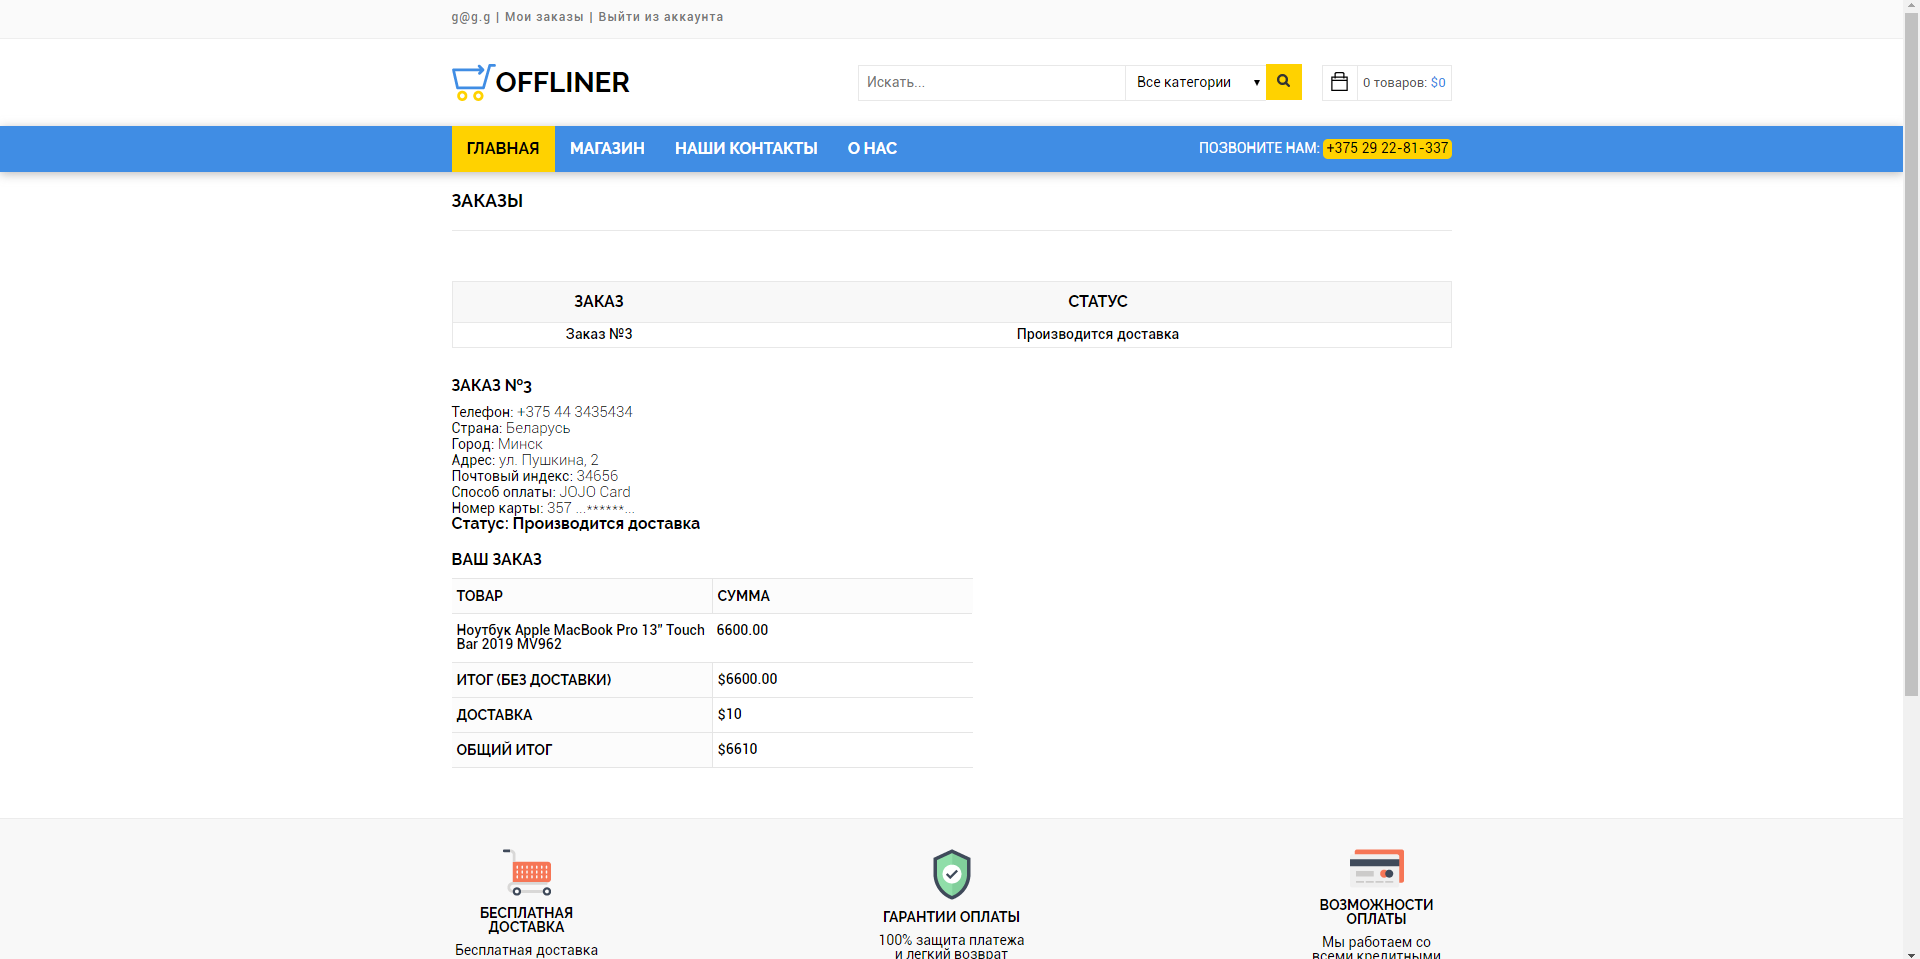 g@g.g | Мои заказы | Выйти из аккаунта
OFFLINER
Искать...
Все категории
0 товаров: $0
ГЛАВНАЯ
МАГАЗИН
НАШИ КОНТАКТЫ
О НАС
ПОЗВОНИТЕ НАМ: +375 29 22-81-337
ЗАКАЗЫ
ЗАКАЗ СТАТУС
Заказ №3 Производится доставка
ЗАКАЗ №3
Телефон: +375 44 3435434
Страна: Беларусь
Город: Минск
Адрес: ул. Пушкина, 2
Почтовый индекс: 34656
Способ оплаты: JOJO Card
Номер карты: 357 ...******...
Статус: Производится доставка
ВАШ ЗАКАЗ
ТОВАР СУММА
Ноутбук Apple MacBook Pro 13” Touch 6600.00
Bar 2019 MV962
ИТОГ (БЕЗ ДОСТАВКИ) $6600.00
ДОСТАВКА $10
ОБЩИЙ ИТОГ $6610
БЕСПЛАТНАЯ
ДОСТАВКА
Бесплатная доставка
ГАРАНТИИ ОПЛАТЫ
100% защита платежа
и легкий возврат
ВОЗМОЖНОСТИ
ОПЛАТЫ
Мы работаем со
всеми кредитными